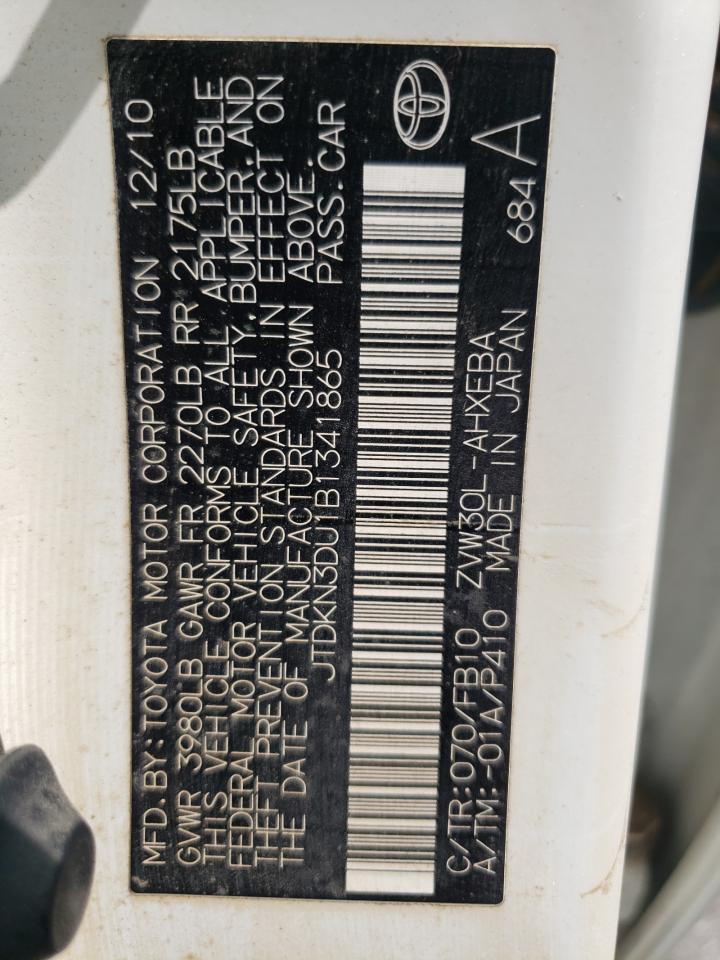 MFD. BY: TOYOTA MOTOR CORPORATION 12/10
GVWR 3980LB GAWR FR 2270LB RR 2175LB
THIS VEHICLE CONFORMS TO ALL APPLICABLE
FEDERAL MOTOR VEHICLE SAFETY, BUMPER, AND
THEFT PREVENTION STANDARDS IN EFFECT ON
THE DATE OF MANUFACTURE SHOWN ABOVE.
JTDKN3DU1B1341865 PASS. CAR
C/TR: 070/FB10 ZVW30L-AHXEBA 684
A/TM: -01A/P410 MADE IN JAPAN A